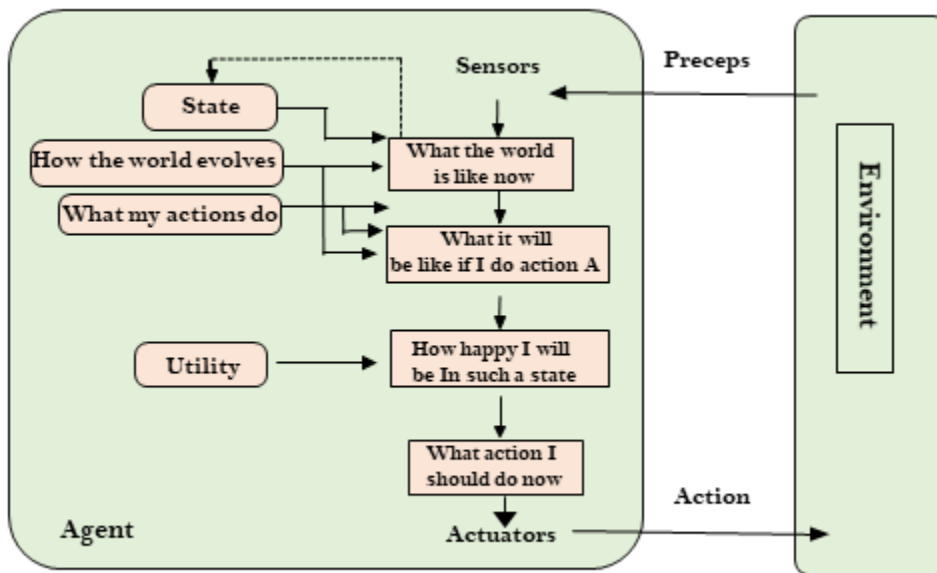 Sensors
Preceps
State
How the world evolves
What the world
is like now
What my actions do
What it will
be like if I do action A
Environment
How happy I will
be In such a state
Utility
What action I
should do now
Action
Agent
Actuators